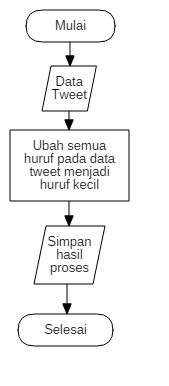 Mulai
Data
Tweet
Ubah semua
huruf pada data
tweet menjadi
huruf kecil
Simpan
hasil
proses
Selesai